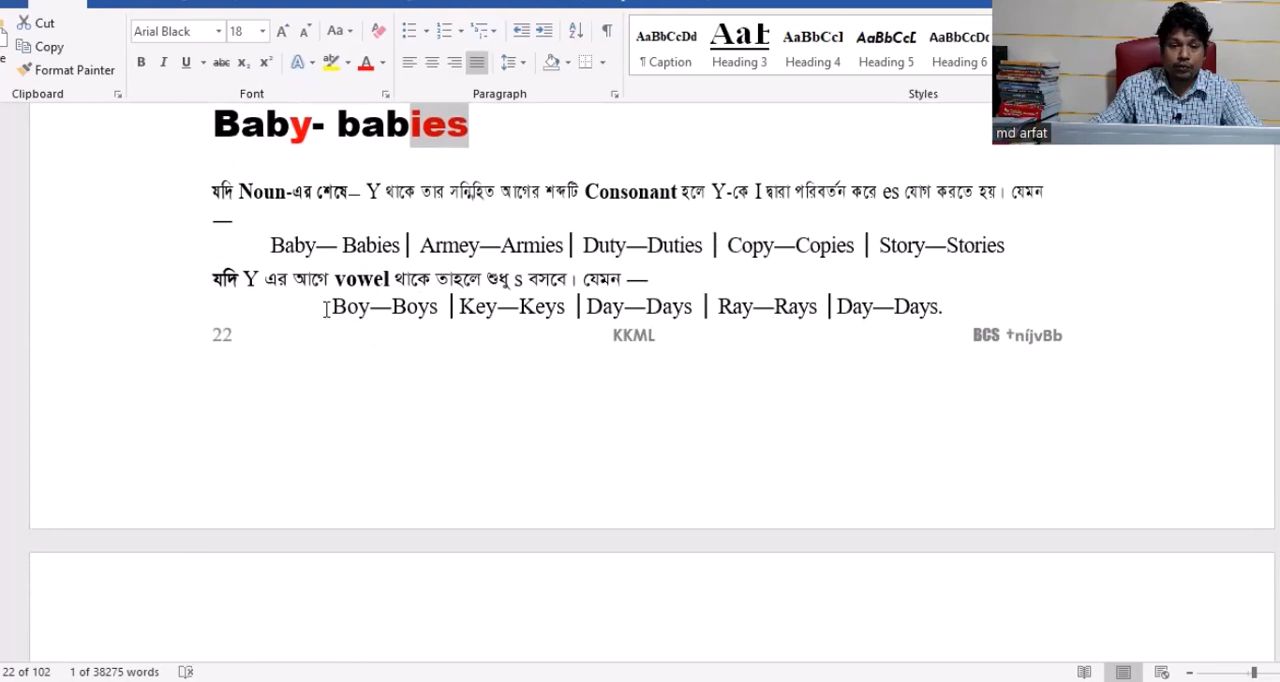 Cut
Copy
Format Painter
Clipboard
Arial Black
18
Aa
Font
Paragraph
AaBbCcDd AaB AaBbCcI AaBbCcL AaBbCcDc
¶ Caption Heading 3 Heading 4 Heading 5 Heading 6
Styles
md arfat
Baby- babies
যদি Noun-এর শেষে– Y থাকে তার সন্নিহিত আগের শব্দটি Consonant হলে Y-কে I দ্বারা পরিবর্তন করে es যোগ করতে হয়। যেমন
—
Baby— Babies| Armey—Armies| Duty—Duties | Copy—Copies | Story—Stories
যদি Y এর আগে vowel থাকে তাহলে শুধু s বসবে। যেমন —
Boy—Boys |Key—Keys |Day—Days | Ray—Rays |Day—Days.
22 KKML BCS †níjvBb
22 of 102 1 of 38275 words